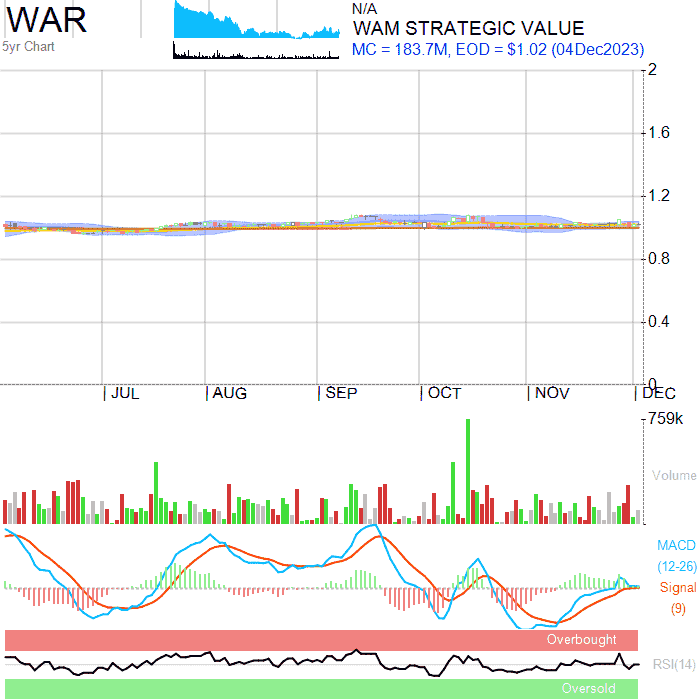 WAR
5yr Chart
N/A
WAM STRATEGIC VALUE
MC = 183.7M, EOD = $1.02 (04Dec2023)
2
1.6
1.2
0.8
0.4
0
JUL AUG SEP OCT NOV DEC
759k
Volume
MACD
(12-26)
Signal
(9)
Overbought
RSI(14)
Oversold